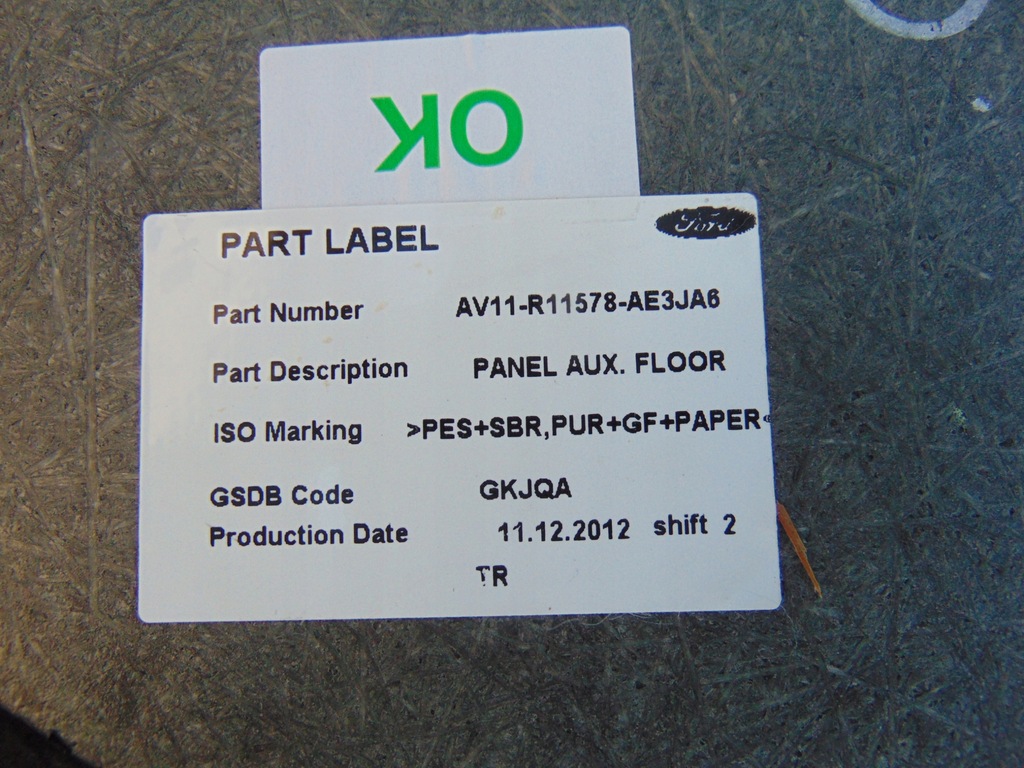 OK
PART LABEL Ford
Part Number AV11-R11578-AE3JA6
Part Description PANEL AUX. FLOOR
ISO Marking >PES+SBR,PUR+GF+PAPER<
GSDB Code GKJQA
Production Date 11.12.2012 shift 2
TR